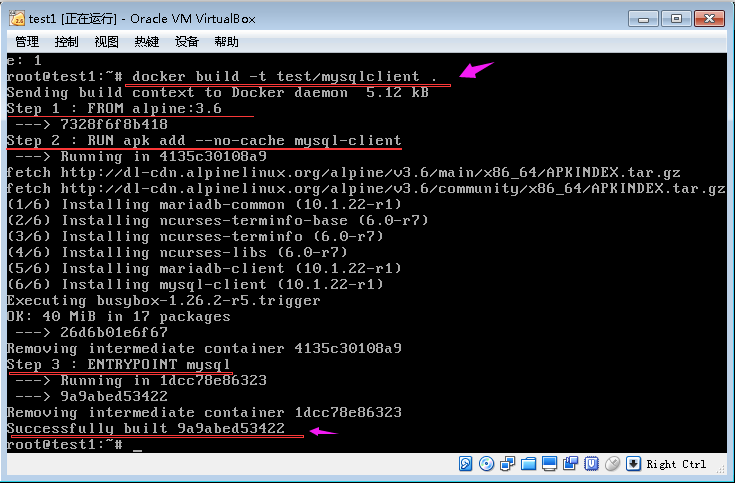 test1 [正在运行] - Oracle VM VirtualBox
管理 控制 视图 热键 设备 帮助
e: 1
root@test1:~# docker build -t test/mysqlclient .
Sending build context to Docker daemon  5.12 kB
Step 1 : FROM alpine:3.6
 ---> 7328f6f8b418
Step 2 : RUN apk add --no-cache mysql-client
 ---> Running in 4135c30108a9
fetch http://dl-cdn.alpinelinux.org/alpine/v3.6/main/x86_64/APKINDEX.tar.gz
fetch http://dl-cdn.alpinelinux.org/alpine/v3.6/community/x86_64/APKINDEX.tar.gz
(1/6) Installing mariadb-common (10.1.22-r1)
(2/6) Installing ncurses-terminfo-base (6.0-r7)
(3/6) Installing ncurses-terminfo (6.0-r7)
(4/6) Installing ncurses-libs (6.0-r7)
(5/6) Installing mariadb-client (10.1.22-r1)
(6/6) Installing mysql-client (10.1.22-r1)
Executing busybox-1.26.2-r5.trigger
OK: 40 MiB in 17 packages
 ---> 26d6b01e6f67
Removing intermediate container 4135c30108a9
Step 3 : ENTRYPOINT mysql
 ---> Running in 1dcc78e86323
 ---> 9a9abed53422
Removing intermediate container 1dcc78e86323
Successfully built 9a9abed53422
root@test1:~# _
Right Ctrl